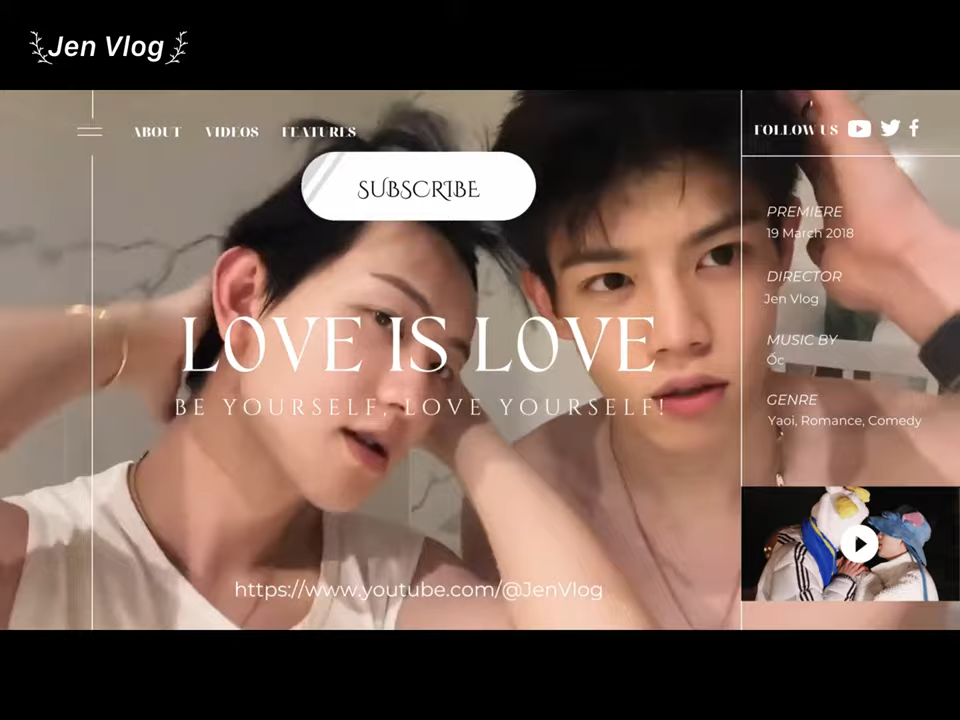 Jen Vlog
ABOUT VIDEOS FEATURES
FOLLOW US
SUBSCRIBE
PREMIERE
19 March 2018
DIRECTOR
Jen Vlog
MUSIC BY
Óc
GENRE
Yaoi, Romance, Comedy
LOVE IS LOVE
BE YOURSELF, LOVE YOURSELF!
https://www.youtube.com/@JenVlog